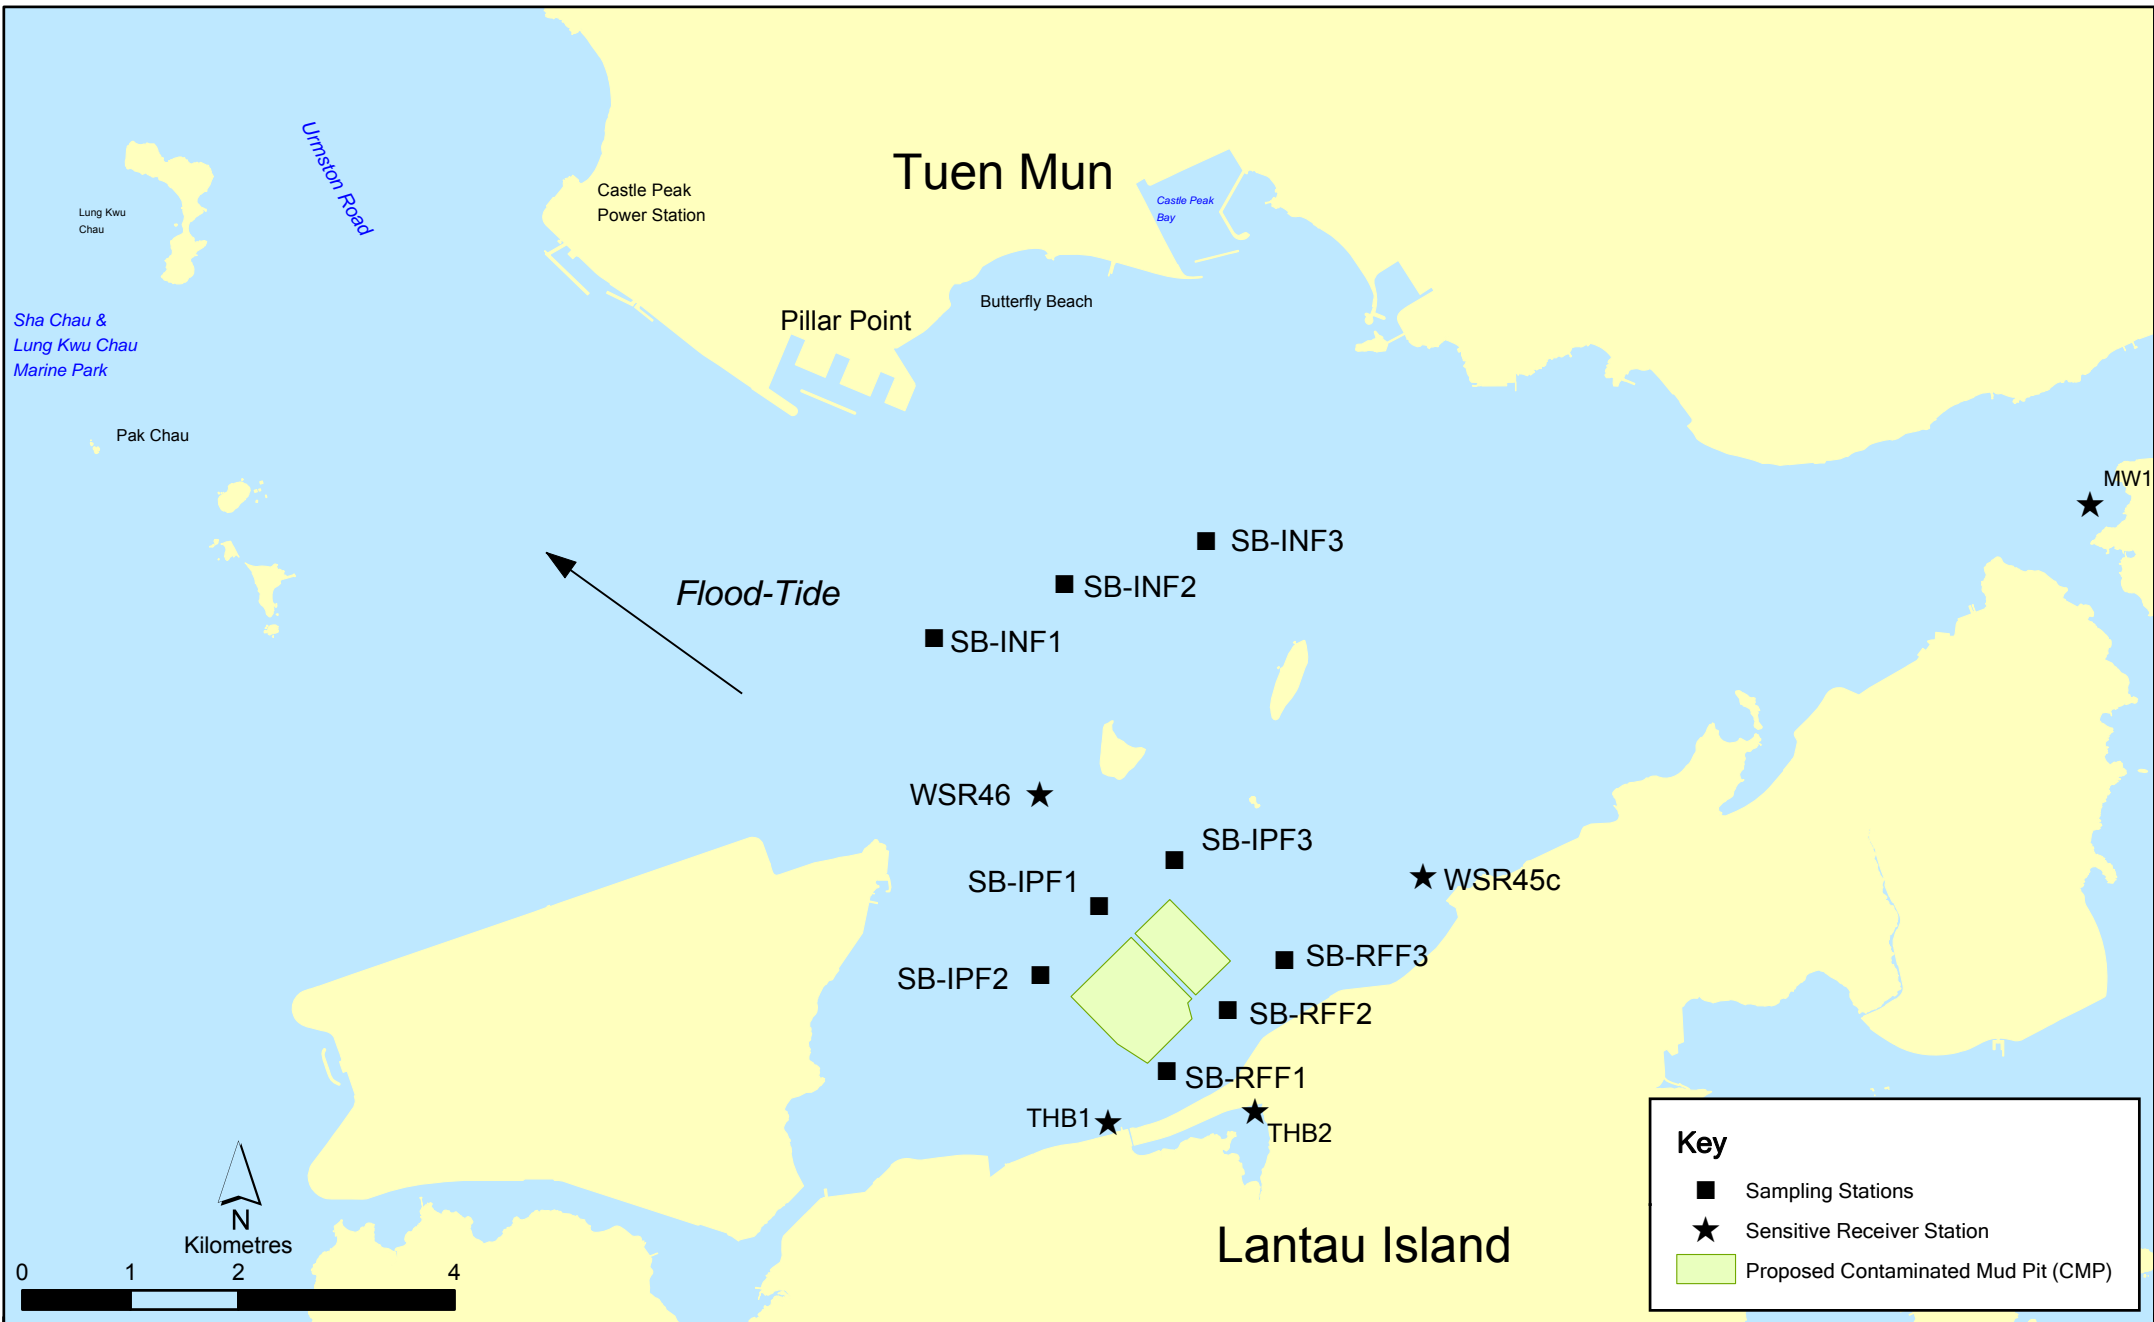 Tuen Mun
Urmston Road
Castle Peak
Power Station
Castle Peak
Bay
Lung Kwu
Chau
Butterfly Beach
Sha Chau &
Lung Kwu Chau
Marine Park
Pillar Point
Pak Chau
MW1
SB-INF3
SB-INF2
Flood-Tide
SB-INF1
WSR46
SB-IPF3
SB-IPF1
WSR45c
SB-RFF3
SB-IPF2
SB-RFF2
SB-RFF1
THB1
THB2
Lantau Island
N
Kilometres
0 1 2 4
Key
Sampling Stations
Sensitive Receiver Station
Proposed Contaminated Mud Pit (CMP)